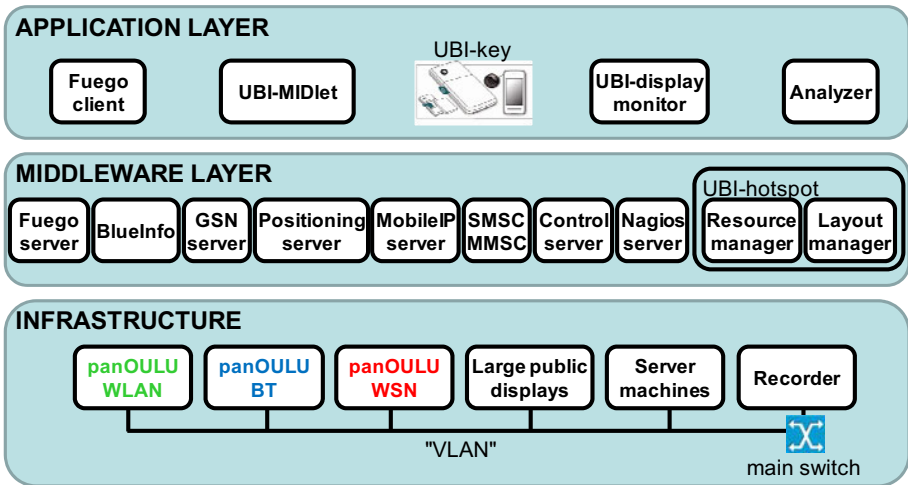 APPLICATION LAYER
UBI-key
Fuego
client
UBI-MIDlet
UBI-display
monitor
Analyzer
MIDDLEWARE LAYER
UBI-hotspot
Fuego
server
BlueInfo
GSN
server
Positioning
server
MobileIP
server
SMSC
MMSC
Control
server
Nagios
server
Resource
manager
Layout
manager
INFRASTRUCTURE
panOULU
WLAN
panOULU
BT
panOULU
WSN
Large public
displays
Server
machines
Recorder
"VLAN"
main switch